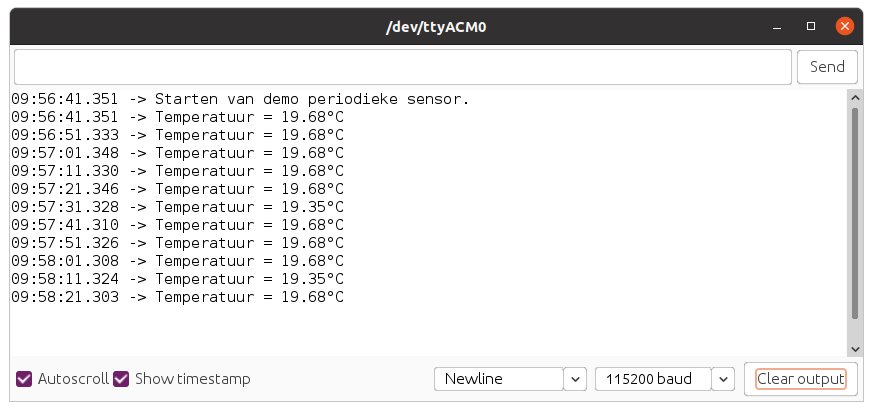 /dev/ttyACM0
Send
09:56:41.351 -> Starten van demo periodieke sensor.
09:56:41.351 -> Temperatuur = 19.68°C
09:56:51.333 -> Temperatuur = 19.68°C
09:57:01.348 -> Temperatuur = 19.68°C
09:57:11.330 -> Temperatuur = 19.68°C
09:57:21.346 -> Temperatuur = 19.68°C
09:57:31.328 -> Temperatuur = 19.35°C
09:57:41.310 -> Temperatuur = 19.68°C
09:57:51.326 -> Temperatuur = 19.68°C
09:58:01.308 -> Temperatuur = 19.68°C
09:58:11.324 -> Temperatuur = 19.35°C
09:58:21.303 -> Temperatuur = 19.68°C
Autoscroll Show timestamp Newline 115200 baud Clear output